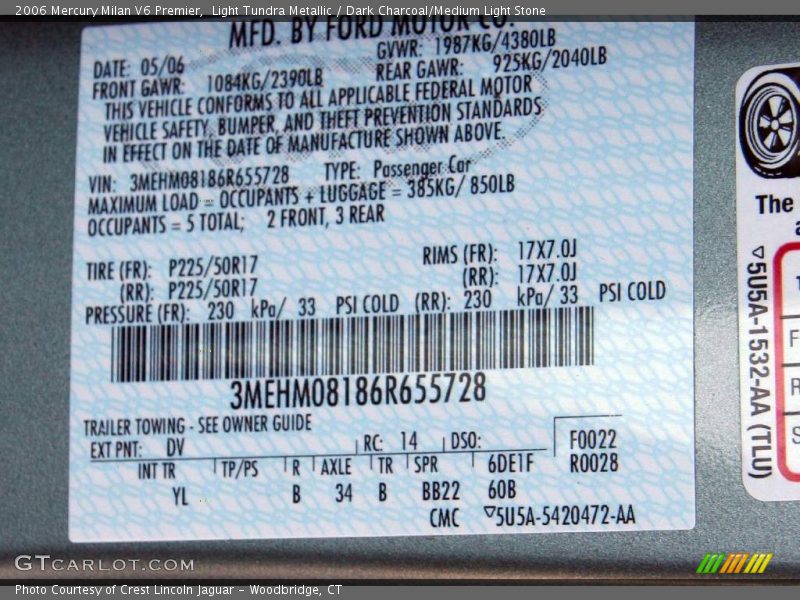 2006 Mercury Milan V6 Premier,  Light Tundra Metallic / Dark Charcoal/Medium Light Stone
MFD. BY FORD MOTOR CO.
DATE: 05/06 GVWR: 1987KG/4380LB
FRONT GAWR: 1084KG/2390LB REAR GAWR: 925KG/2040LB
THIS VEHICLE CONFORMS TO ALL APPLICABLE FEDERAL MOTOR
VEHICLE SAFETY, BUMPER, AND THEFT PREVENTION STANDARDS
IN EFFECT ON THE DATE OF MANUFACTURE SHOWN ABOVE.
VIN: 3MEHM08186R655728 TYPE: Passenger Car
MAXIMUM LOAD = OCCUPANTS + LUGGAGE = 385KG/ 850LB
OCCUPANTS = 5 TOTAL; 2 FRONT, 3 REAR
TIRE (FR): P225/50R17 RIMS (FR): 17X7.0J
(RR): P225/50R17 (RR): 17X7.0J
PRESSURE (FR): 230 kPa/ 33 PSI COLD (RR): 230 kPa/ 33 PSI COLD
3MEHM08186R655728
TRAILER TOWING - SEE OWNER GUIDE
EXT PNT: DV RC: 14 DSO: F0022
INT TR TP/PS R AXLE TR SPR 6DE1F R0028
YL B 34 B BB22 60B
CMC ▽5U5A-5420472-AA
The
a
◁5U5A-1532-AA (TLU)
F
R
S
GTCARLOT.COM
Photo Courtesy of Crest Lincoln Jaguar - Woodbridge, CT